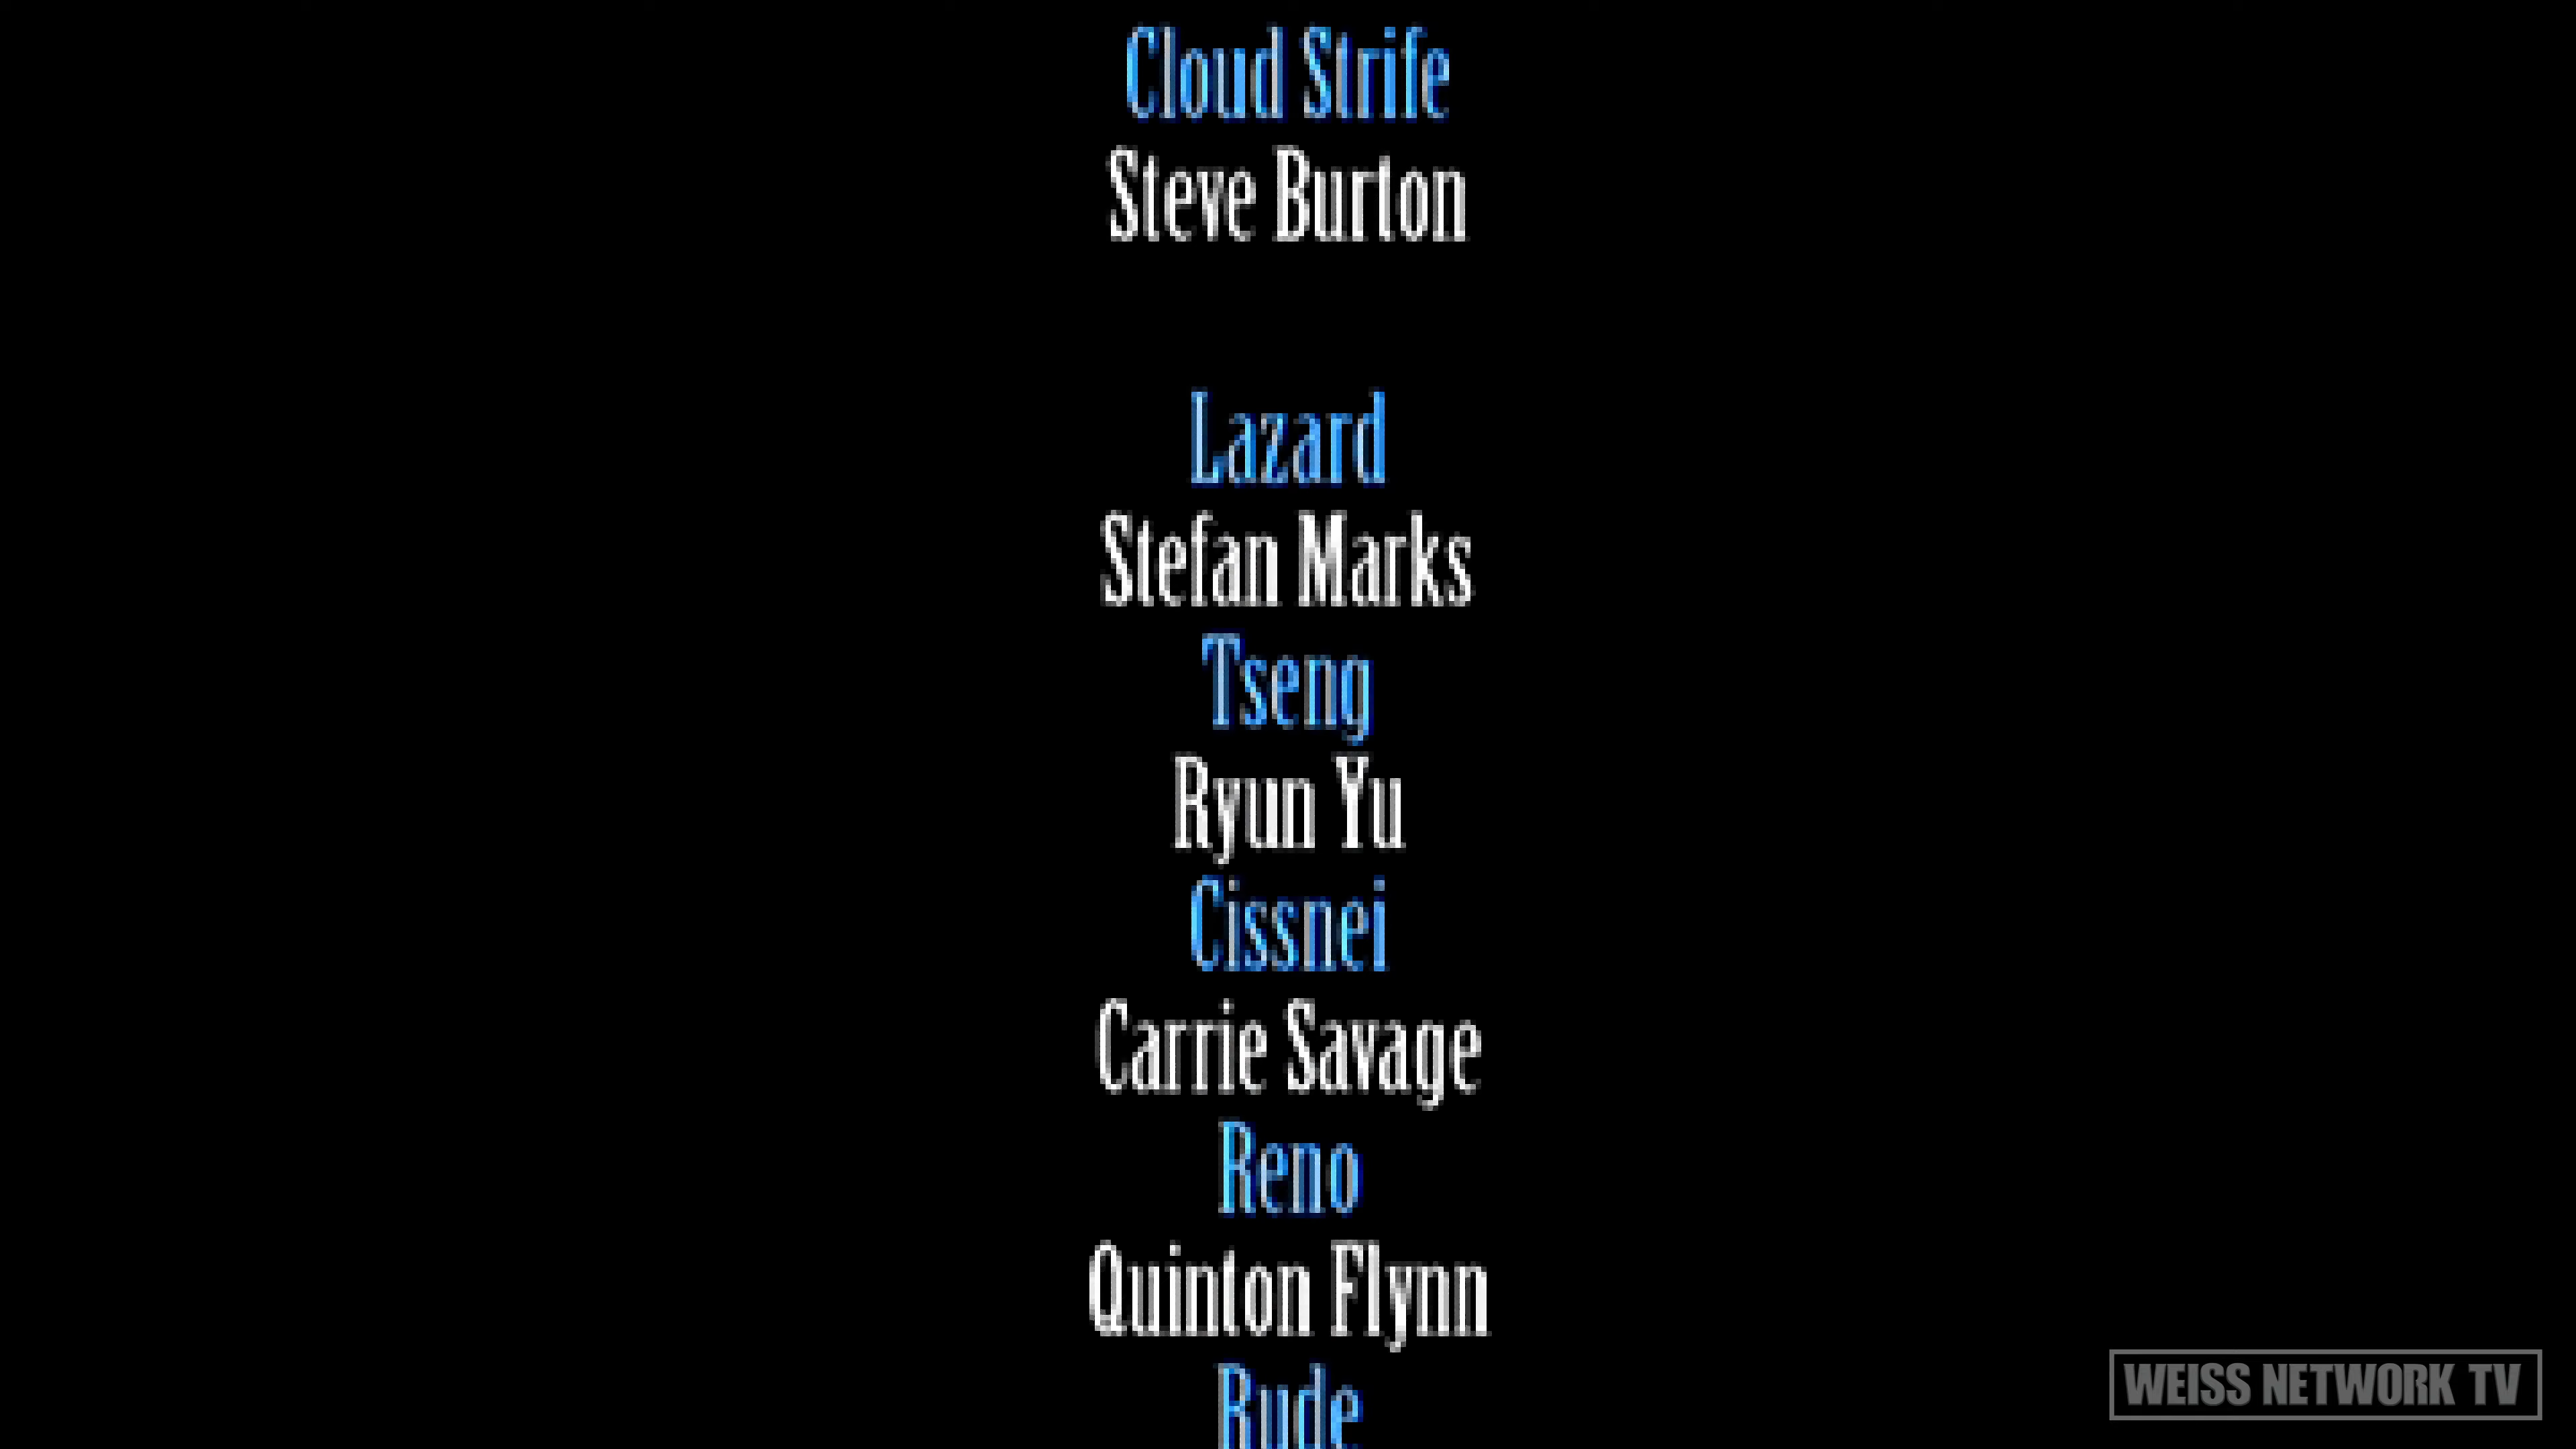 Cloud Strife
Steve Burton
Lazard
Stefan Marks
Tseng
Ryun Yu
Cissnei
Carrie Savage
Reno
Quinton Flynn
Rude
WEISS NETWORK TV